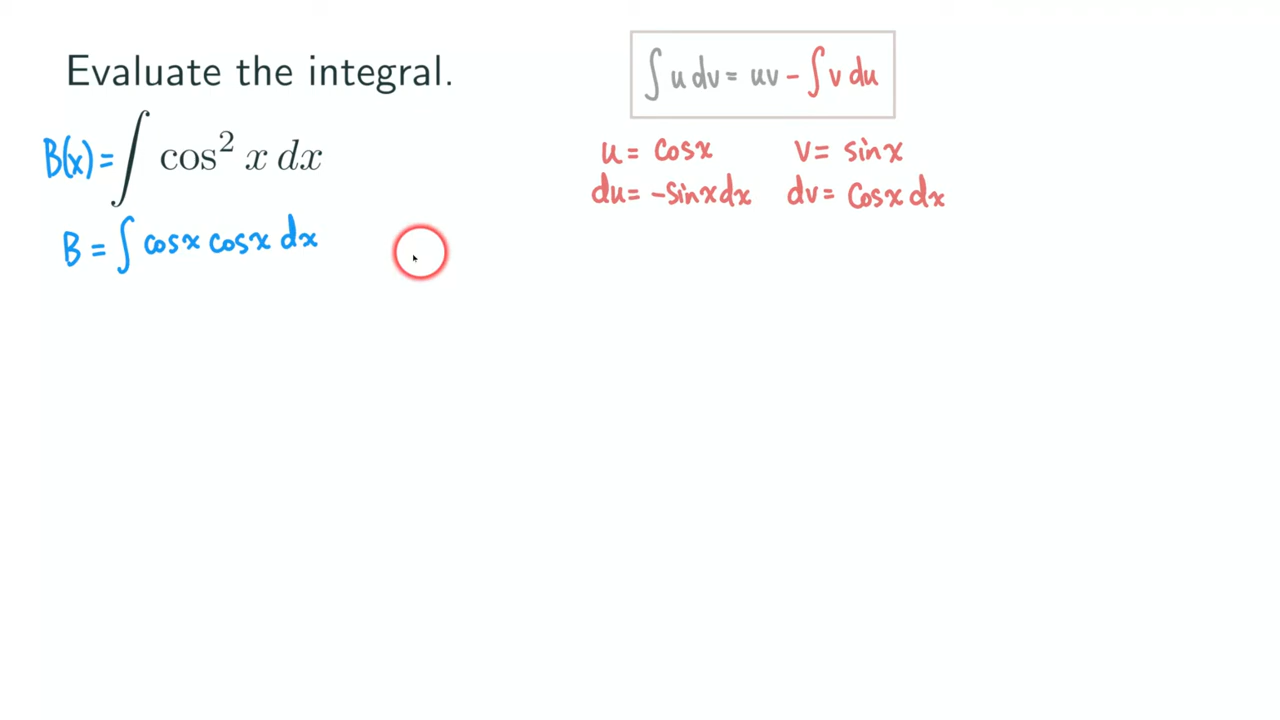 Evaluate the integral.
B(x) = ∫ cos² x dx
B = ∫ cosx cosx dx
∫ u dv = uv - ∫ v du
u = cosx v = sinx
du = -sinx dx dv = cosx dx